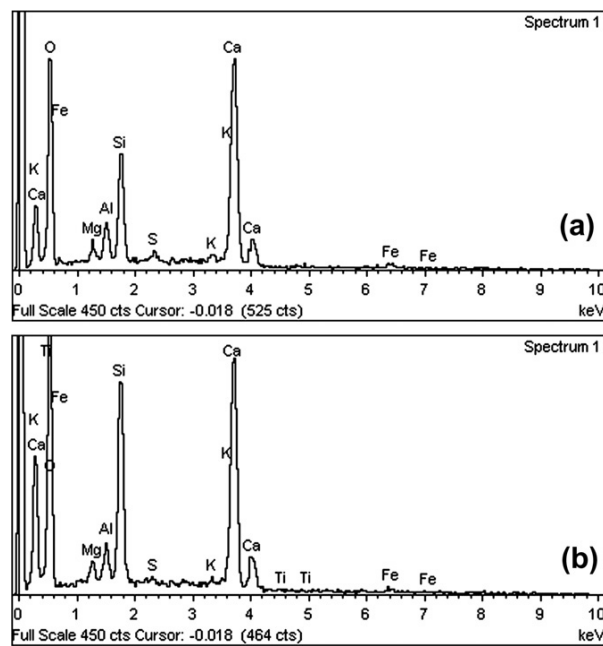 Spectrum 1
O
Ca
Fe
K
Si
K
Ca
Al
Mg
S
K
Ca
Fe
Fe
(a)
0 1 2 3 4 5 6 7 8 9 10
Full Scale 450 cts Cursor: -0.018 (525 cts)
keV
Spectrum 1
Ti
Ca
Si
Fe
K
Ca
K
O
Al
Mg
S
K
Ca
Ti
Ti
Fe
Fe
(b)
0 1 2 3 4 5 6 7 8 9 10
Full Scale 450 cts Cursor: -0.018 (464 cts)
keV